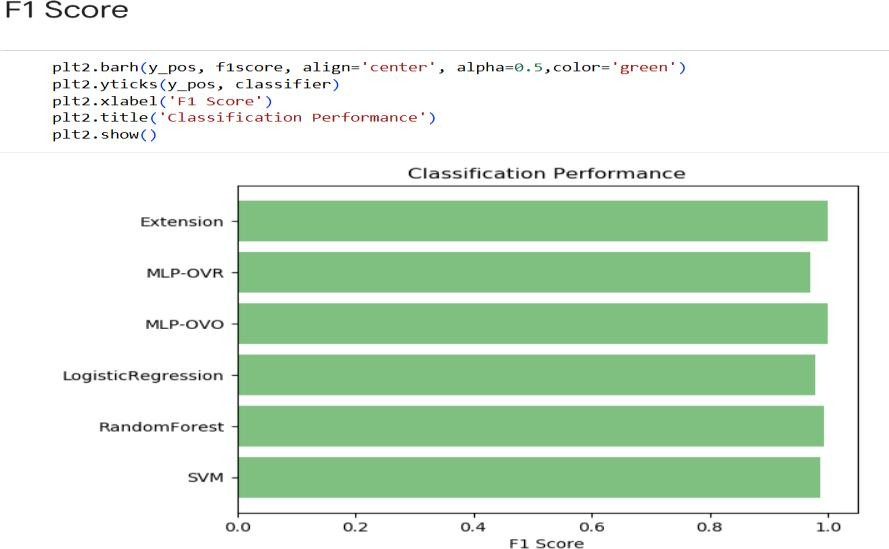 F1 Score
plt2.barh(y_pos, f1score, align='center', alpha=0.5,color='green')
plt2.yticks(y_pos, classifier)
plt2.xlabel('F1 Score')
plt2.title('Classification Performance')
plt2.show()
Classification Performance
Extension
MLP-OVR
MLP-OVO
LogisticRegression
RandomForest
SVM
0.0 0.2 0.4 0.6 0.8 1.0
F1 Score